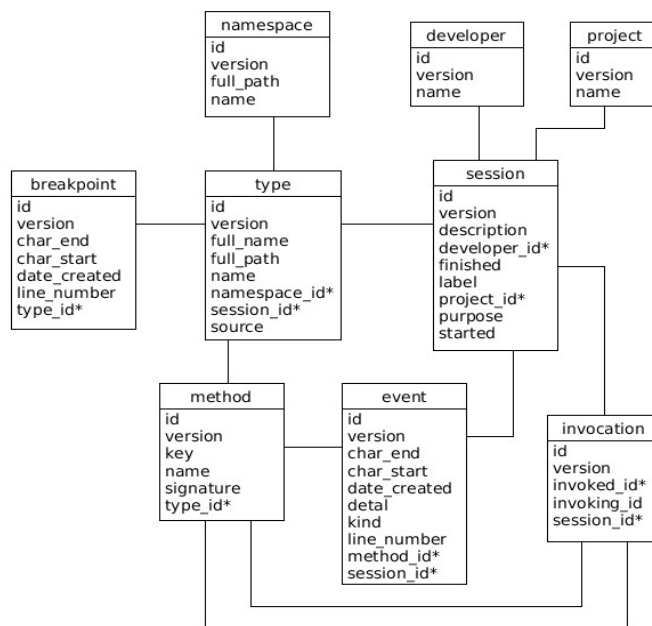 namespace
id
version
full_path
name
developer
id
version
name
project
id
version
name
breakpoint
id
version
char_end
char_start
date_created
line_number
type_id*
type
id
version
full_name
full_path
name
namespace_id*
session_id*
source
session
id
version
description
developer_id*
finished
label
project_id*
purpose
started
method
id
version
key
name
signature
type_id*
event
id
version
char_end
char_start
date_created
detal
kind
line_number
method_id*
session_id*
invocation
id
version
invoked_id*
invoking_id
session_id*